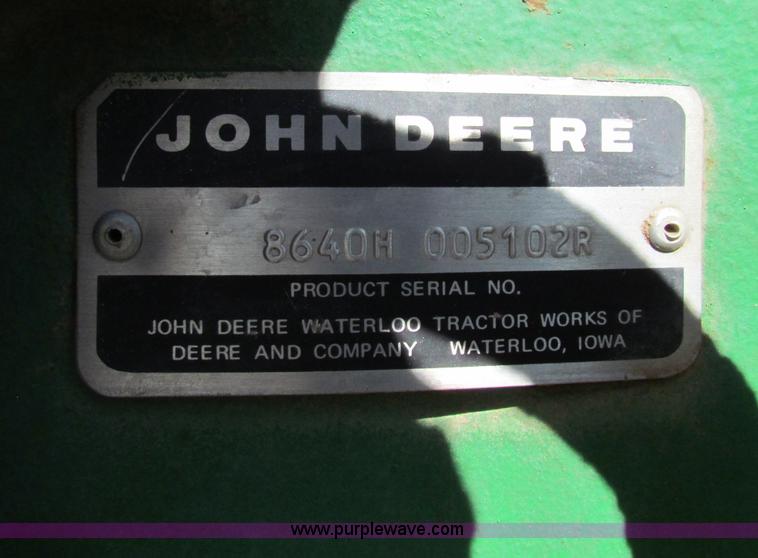 JOHN DEERE
8640H 005102R
PRODUCT SERIAL NO.
JOHN DEERE WATERLOO TRACTOR WORKS OF
DEERE AND COMPANY WATERLOO, IOWA
www.purplewave.com